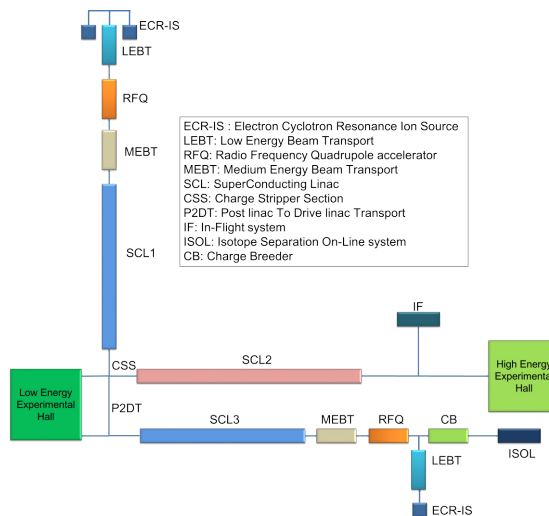 ECR-IS
LEBT
RFQ
MEBT
ECR-IS : Electron Cyclotron Resonance Ion Source
LEBT: Low Energy Beam Transport
RFQ: Radio Frequency Quadrupole accelerator
MEBT: Medium Energy Beam Transport
SCL: SuperConducting Linac
CSS: Charge Stripper Section
P2DT: Post linac To Drive linac Transport
IF: In-Flight system
ISOL: Isotope Separation On-Line system
CB: Charge Breeder
SCL1
IF
CSS
SCL2
Low Energy
Experimental
Hall
High Energy
Experimental
Hall
P2DT
SCL3
MEBT
RFQ
CB
LEBT
ISOL
ECR-IS